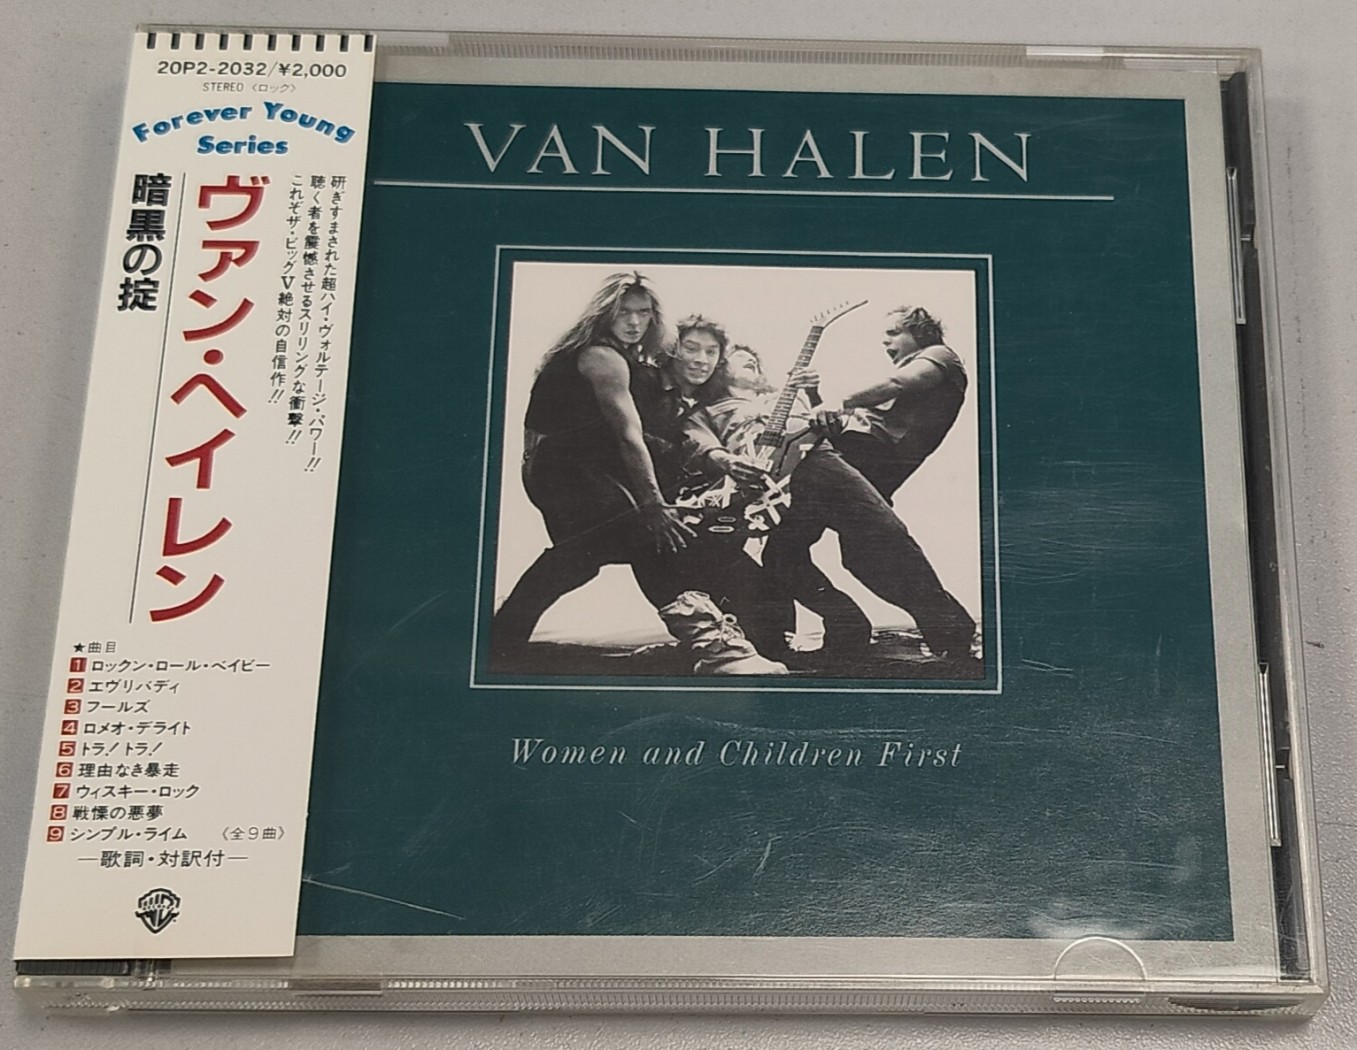 20P2-2032/¥2,000
STEREO〈ロック〉
Forever Young
Series
研ぎすまされた超ハイ・ヴォルテージ・パワー!!
聴く者を震憾させるスリリングな衝撃!!
これぞザ・ビッグV絶対の自信作!!
ヴァン・ヘイレン
暗黒の掟
★曲目
1 ロックン・ロール・ベイビー
2 エヴリバディ
3 フールズ
4 ロメオ・デライト
5 トラ!トラ!
6 理由なき暴走
7 ウィスキー・ロック
8 戦慄の悪夢
9 シンプル・ライム 〈全9曲〉
—歌詞・対訳付—
VAN HALEN
Women and Children First